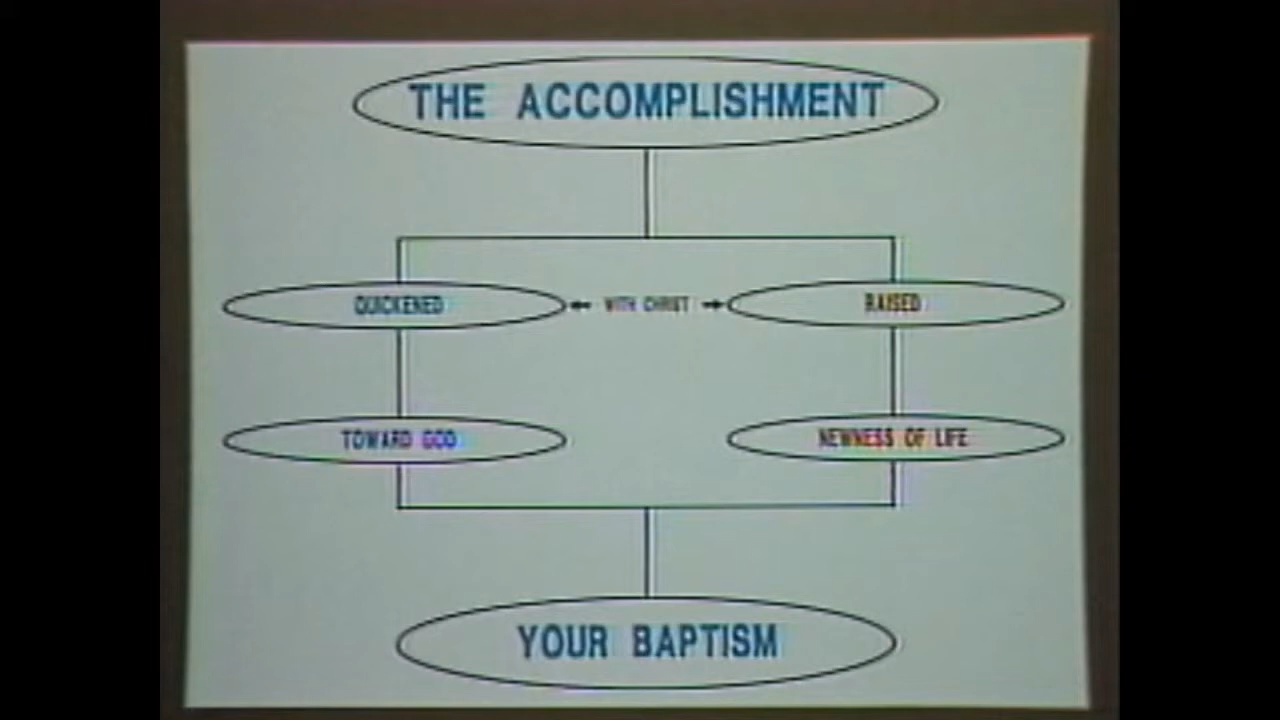 THE ACCOMPLISHMENT
QUICKENED
WITH CHRIST
RAISED
TOWARD GOD
NEWNESS OF LIFE
YOUR BAPTISM